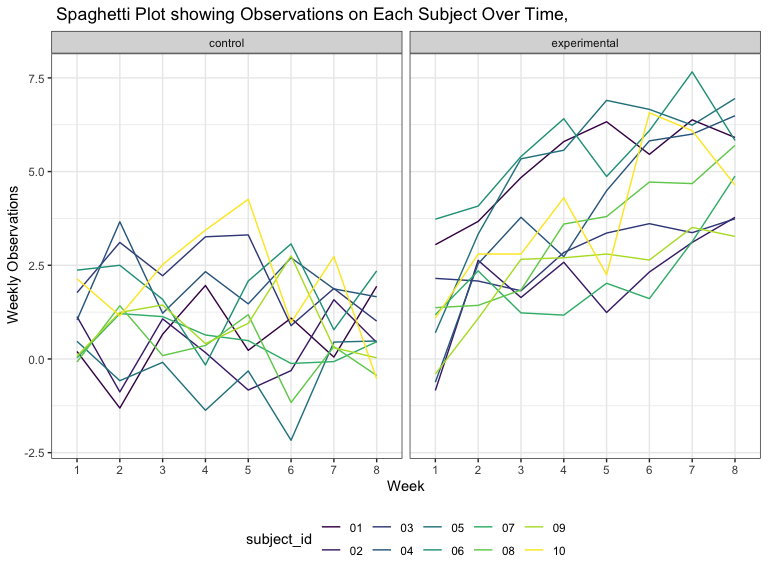 Spaghetti Plot showing Observations on Each Subject Over Time,
control experimental
7.5
5.0
2.5
0.0
-2.5
Weekly Observations
1 2 3 4 5 6 7 8 1 2 3 4 5 6 7 8
Week
subject_id
01 03 05 07 09
02 04 06 08 10